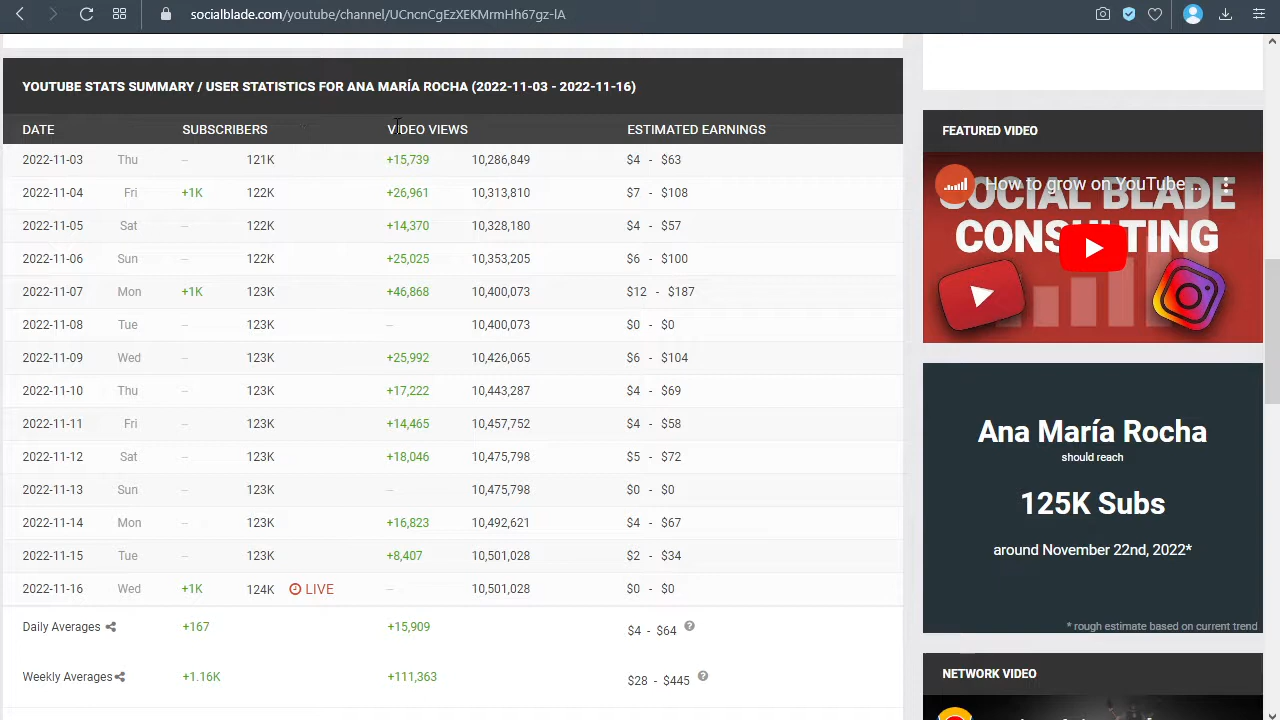 socialblade.com/youtube/channel/UCncnCgEzXEKMrmHh67gz-lA
YOUTUBE STATS SUMMARY / USER STATISTICS FOR ANA MARÍA ROCHA (2022-11-03 - 2022-11-16)
DATE SUBSCRIBERS VIDEO VIEWS ESTIMATED EARNINGS
2022-11-03 Thu -- 121K +15,739 10,286,849 $4 - $63
2022-11-04 Fri +1K 122K +26,961 10,313,810 $7 - $108
2022-11-05 Sat -- 122K +14,370 10,328,180 $4 - $57
2022-11-06 Sun -- 122K +25,025 10,353,205 $6 - $100
2022-11-07 Mon +1K 123K +46,868 10,400,073 $12 - $187
2022-11-08 Tue -- 123K -- 10,400,073 $0 - $0
2022-11-09 Wed -- 123K +25,992 10,426,065 $6 - $104
2022-11-10 Thu -- 123K +17,222 10,443,287 $4 - $69
2022-11-11 Fri -- 123K +14,465 10,457,752 $4 - $58
2022-11-12 Sat -- 123K +18,046 10,475,798 $5 - $72
2022-11-13 Sun -- 123K -- 10,475,798 $0 - $0
2022-11-14 Mon -- 123K +16,823 10,492,621 $4 - $67
2022-11-15 Tue -- 123K +8,407 10,501,028 $2 - $34
2022-11-16 Wed +1K 124K LIVE -- 10,501,028 $0 - $0
Daily Averages +167 +15,909 $4 - $64 ?
Weekly Averages +1.16K +111,363 $28 - $445 ?
FEATURED VIDEO
How to grow on YouTube ...
SOCIAL BLADE
CONSULTING
Ana María Rocha
should reach
125K Subs
around November 22nd, 2022*
* rough estimate based on current trend
NETWORK VIDEO